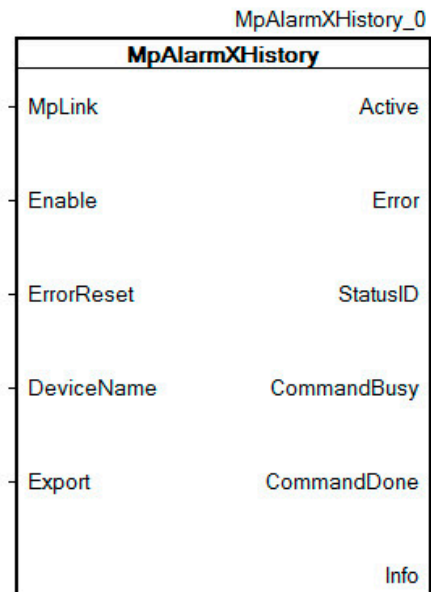 MpAlarmXHistory_0
MpAlarmXHistory
MpLink Active
Enable Error
ErrorReset StatusID
DeviceName CommandBusy
Export CommandDone
Info